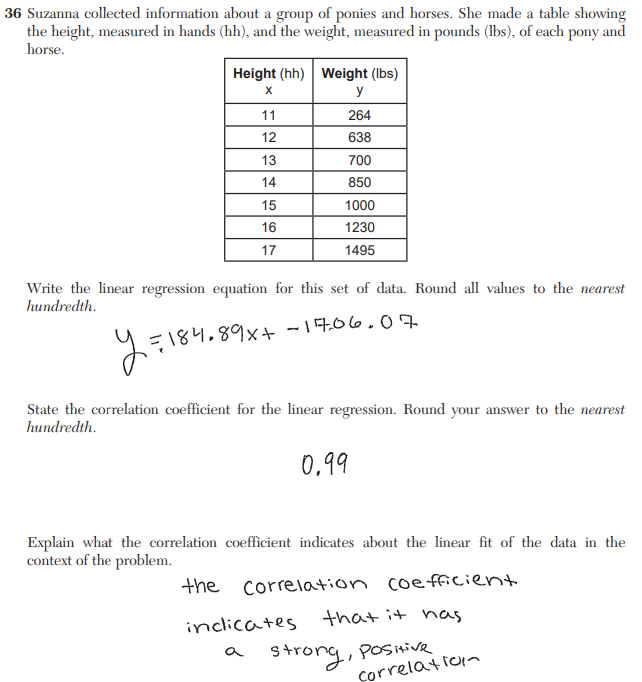 36 Suzanna collected information about a group of ponies and horses. She made a table showing
the height, measured in hands (hh), and the weight, measured in pounds (lbs), of each pony and
horse.
Height (hh) Weight (lbs)
x y
11 264
12 638
13 700
14 850
15 1000
16 1230
17 1495
Write the linear regression equation for this set of data. Round all values to the nearest
hundredth.
y = 184.89x + -1706.07
State the correlation coefficient for the linear regression. Round your answer to the nearest
hundredth.
0.99
Explain what the correlation coefficient indicates about the linear fit of the data in the
context of the problem.
the correlation coefficient
indicates that it has
a strong, positive
correlation